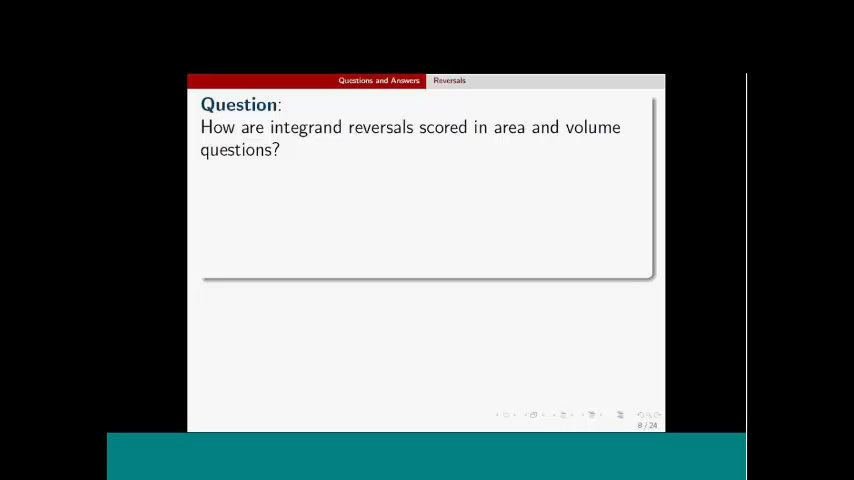 Questions and Answers Reversals
Question:
How are integrand reversals scored in area and volume
questions?
8 / 24